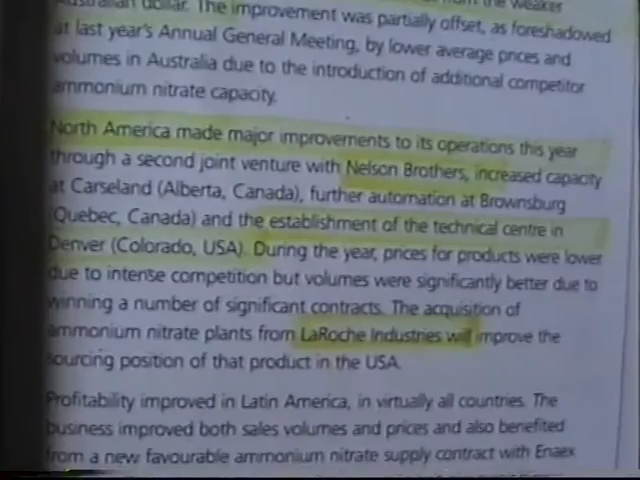 from the weaker
Australian dollar. The improvement was partially offset, as foreshadowed
at last year's Annual General Meeting, by lower average prices and
volumes in Australia due to the introduction of additional competitor
ammonium nitrate capacity.
North America made major improvements to its operations this year
through a second joint venture with Nelson Brothers, increased capacity
at Carseland (Alberta, Canada), further automation at Brownsburg
(Quebec, Canada) and the establishment of the technical centre in
Denver (Colorado, USA). During the year, prices for products were lower
due to intense competition but volumes were significantly better due to
winning a number of significant contracts. The acquisition of
ammonium nitrate plants from LaRoche Industries will improve the
sourcing position of that product in the USA.
Profitability improved in Latin America, in virtually all countries. The
business improved both sales volumes and prices and also benefited
from a new favourable ammonium nitrate supply contract with Enaex